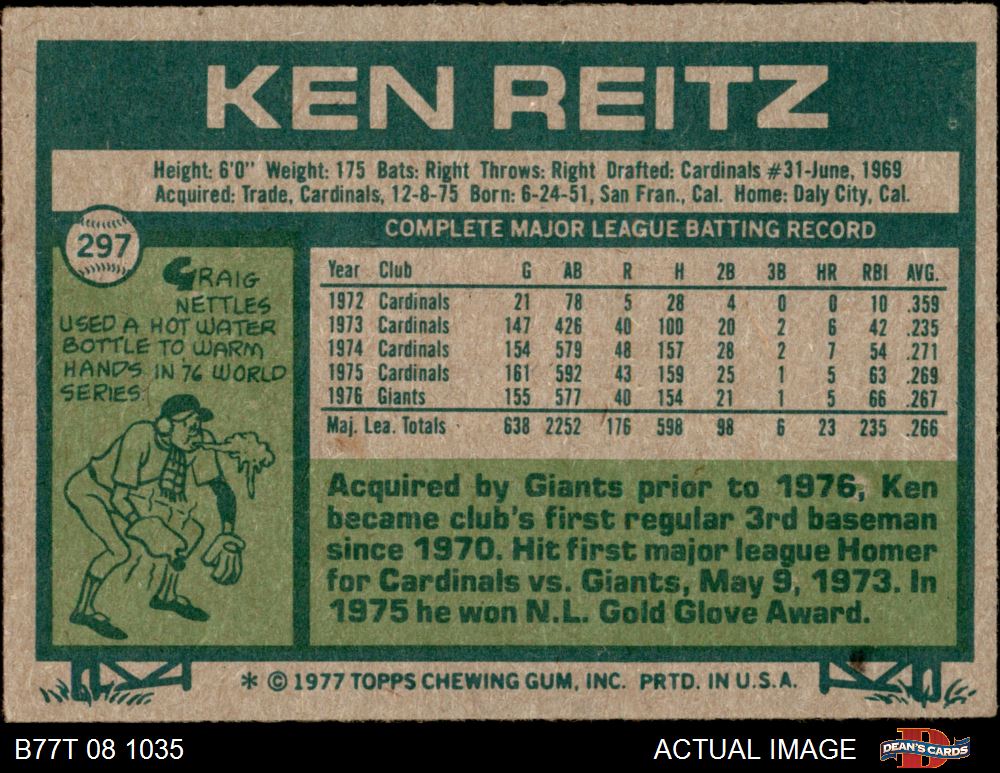 KEN REITZ
Height: 6'0" Weight: 175 Bats: Right Throws: Right Drafted: Cardinals #31-June, 1969
Acquired: Trade, Cardinals, 12-8-75 Born: 6-24-51, San Fran., Cal. Home: Daly City, Cal.
297
GRAIG
NETTLES
USED A HOT WATER
BOTTLE TO WARM
HANDS IN 76 WORLD
SERIES.
COMPLETE MAJOR LEAGUE BATTING RECORD
Year Club G AB R H 2B 3B HR RBI AVG.
1972 Cardinals 21 78 5 28 4 0 0 10 .359
1973 Cardinals 147 426 40 100 20 2 6 42 .235
1974 Cardinals 154 579 48 157 28 2 7 54 .271
1975 Cardinals 161 592 43 159 25 1 5 63 .269
1976 Giants 155 577 40 154 21 1 5 66 .267
Maj. Lea. Totals 638 2252 176 598 98 6 23 235 .266
Acquired by Giants prior to 1976, Ken
became club's first regular 3rd baseman
since 1970. Hit first major league Homer
for Cardinals vs. Giants, May 9, 1973. In
1975 he won N.L. Gold Glove Award.
* © 1977 TOPPS CHEWING GUM, INC. PRTD. IN U.S.A.
B77T 08 1035
ACTUAL IMAGE
DEAN'S CARDS